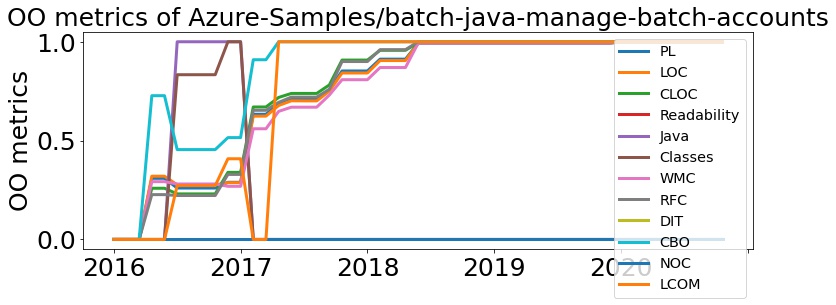 OO metrics of Azure-Samples/batch-java-manage-batch-accounts
OO metrics
1.0
0.5
0.0
2016
2017
2018
2019
2020
PL
LOC
CLOC
Readability
Java
Classes
WMC
RFC
DIT
CBO
NOC
LCOM